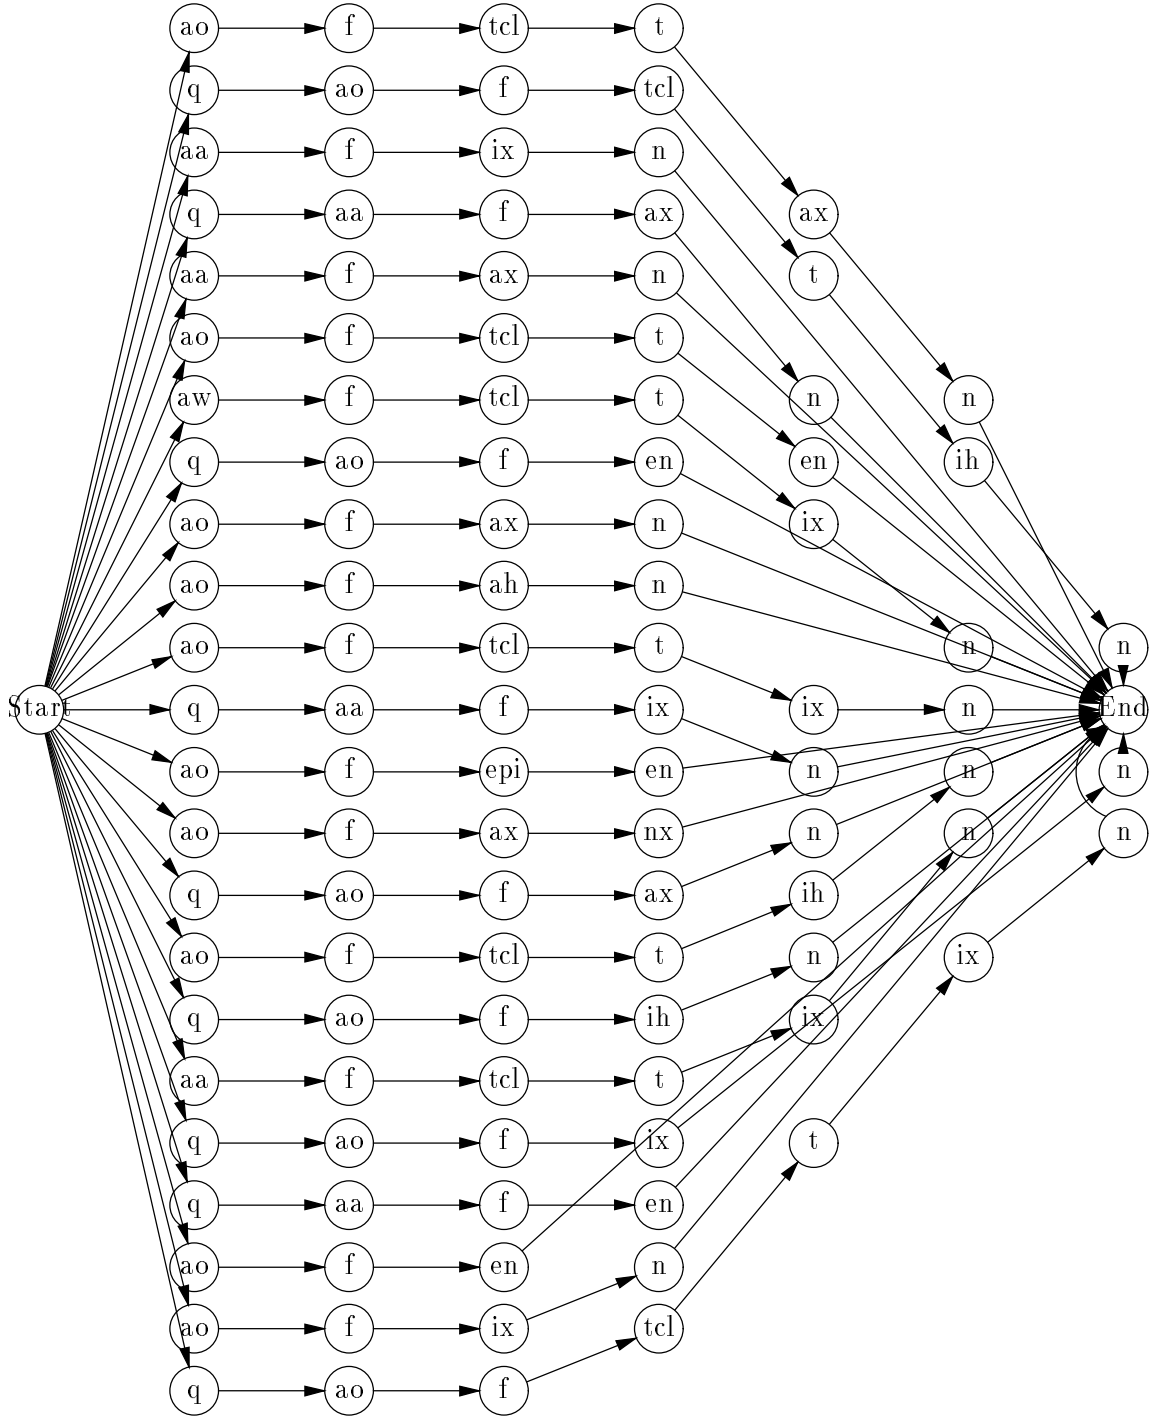 ao f tcl t
q ao f tcl
aa f ix n
q aa f ax ax
aa f ax n t
ao f tcl t
aw f tcl t n n
q ao f en en ih
ao f ax n ix
ao f ah n
ao f tcl t n n
Start q aa f ix ix n End
ao f epi en n n n
ao f ax nx n n n
q ao f ax ih
ao f tcl t n ix
q ao f ih ix
aa f tcl t
q ao f ix t
q aa f en
ao f en n
ao f ix tcl
q ao f